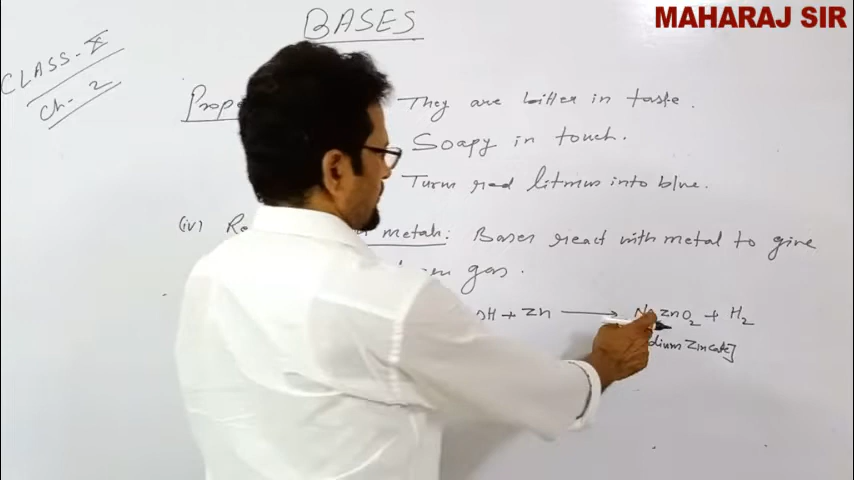 MAHARAJ SIR
BASES
CLASS-X
Ch-2
They are bitter in taste.
Soapy in touch.
Turn red litmus into blue.
(iv) metals: Bases react with metal to give
gas.
+ Zn ⟶ ZnO₂ + H₂
Zincate]